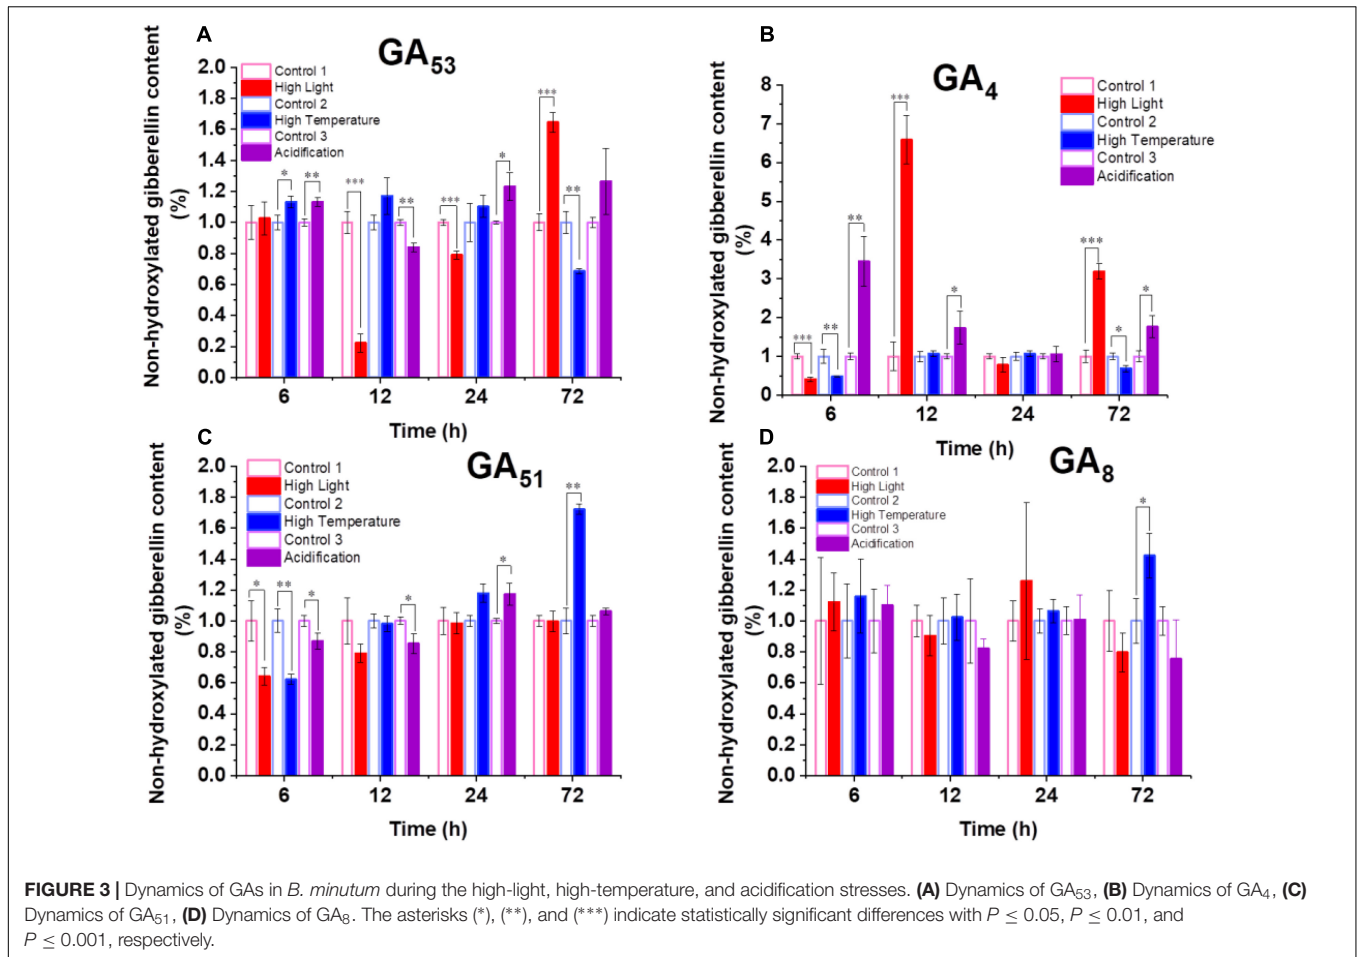 A
GA53
Non-hydroxylated gibberellin content
(%)
2.0
1.8
1.6
1.4
1.2
1.0
0.8
0.6
0.4
0.2
0.0
Control 1
High Light
Control 2
High Temperature
Control 3
Acidification
* ** *** ** *** * *** **
6 12 24 72
Time (h)
B
GA4
Non-hydroxylated gibberellin content
(%)
8
7
6
5
4
3
2
1
0
Control 1
High Light
Control 2
High Temperature
Control 3
Acidification
*** ** ** *** * *** * *
6 12 24 72
Time (h)
C
GA51
Non-hydroxylated gibberellin content
(%)
2.0
1.8
1.6
1.4
1.2
1.0
0.8
0.6
0.4
0.2
0.0
Control 1
High Light
Control 2
High Temperature
Control 3
Acidification
* ** * * * **
6 12 24 72
Time (h)
D
GA8
Non-hydroxylated gibberellin content
(%)
2.0
1.8
1.6
1.4
1.2
1.0
0.8
0.6
0.4
0.2
0.0
Control 1
High Light
Control 2
High Temperature
Control 3
Acidification
*
6 12 24 72
Time (h)
FIGURE 3 | Dynamics of GAs in B. minutum during the high-light, high-temperature, and acidification stresses. (A) Dynamics of GA53, (B) Dynamics of GA4, (C)
Dynamics of GA51, (D) Dynamics of GA8. The asterisks (*), (**), and (***) indicate statistically significant differences with P ≤ 0.05, P ≤ 0.01, and
P ≤ 0.001, respectively.